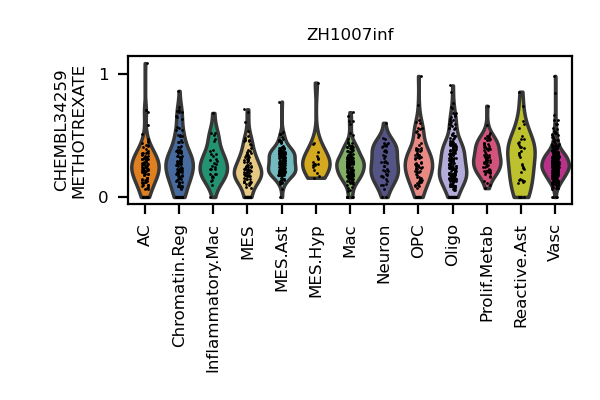 ZH1007inf
CHEMBL34259
METHOTREXATE
1
0
AC
Chromatin.Reg
Inflammatory.Mac
MES
MES.Ast
MES.Hyp
Mac
Neuron
OPC
Oligo
Prolif.Metab
Reactive.Ast
Vasc